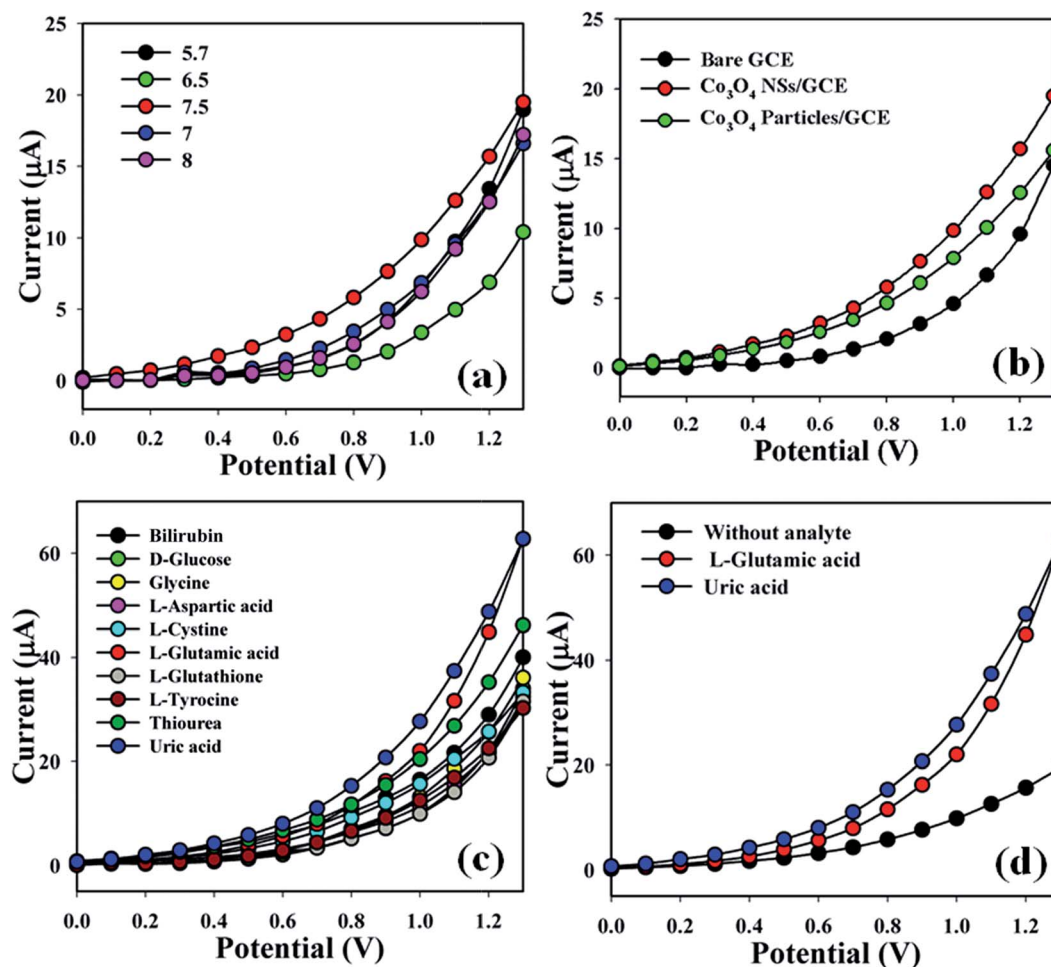 25
20
15
10
5
0
Current (µA)
5.7
6.5
7.5
7
8
(a)
0.0 0.2 0.4 0.6 0.8 1.0 1.2
Potential (V)
25
20
15
10
5
0
Current (µA)
Bare GCE
Co₃O₄ NSs/GCE
Co₃O₄ Particles/GCE
(b)
0.0 0.2 0.4 0.6 0.8 1.0 1.2
Potential (V)
60
40
20
0
Current (µA)
Bilirubin
D-Glucose
Glycine
L-Aspartic acid
L-Cystine
L-Glutamic acid
L-Glutathione
L-Tyrocine
Thiourea
Uric acid
(c)
0.0 0.2 0.4 0.6 0.8 1.0 1.2
Potential (V)
60
40
20
0
Current (µA)
Without analyte
L-Glutamic acid
Uric acid
(d)
0.0 0.2 0.4 0.6 0.8 1.0 1.2
Potential (V)